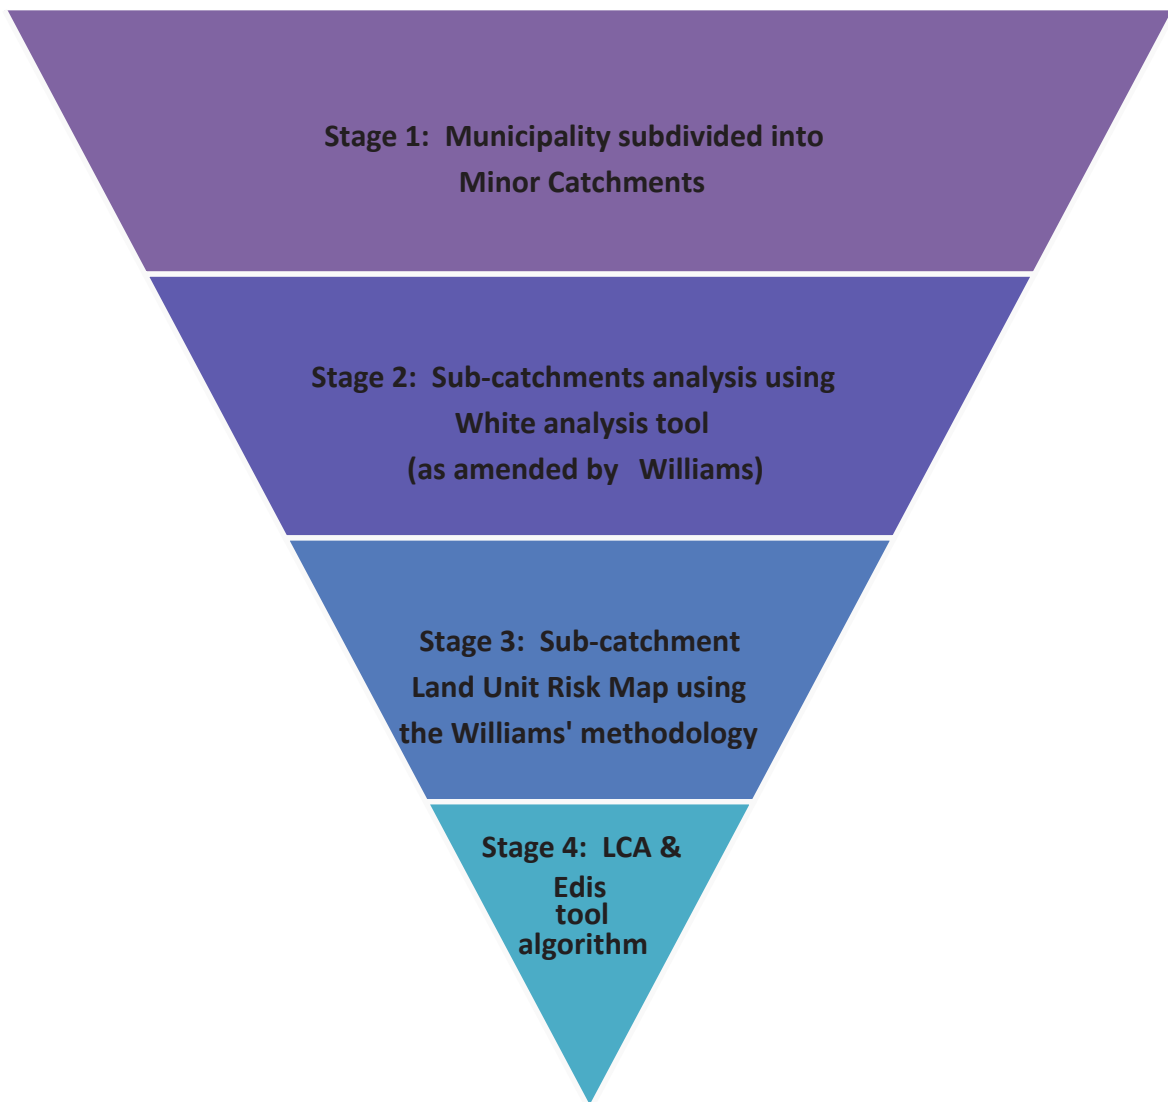 Stage 1: Municipality subdivided into
Minor Catchments
Stage 2: Sub-catchments analysis using
White analysis tool
(as amended by Williams)
Stage 3: Sub-catchment
Land Unit Risk Map using
the Williams' methodology
Stage 4: LCA &
Edis
tool
algorithm